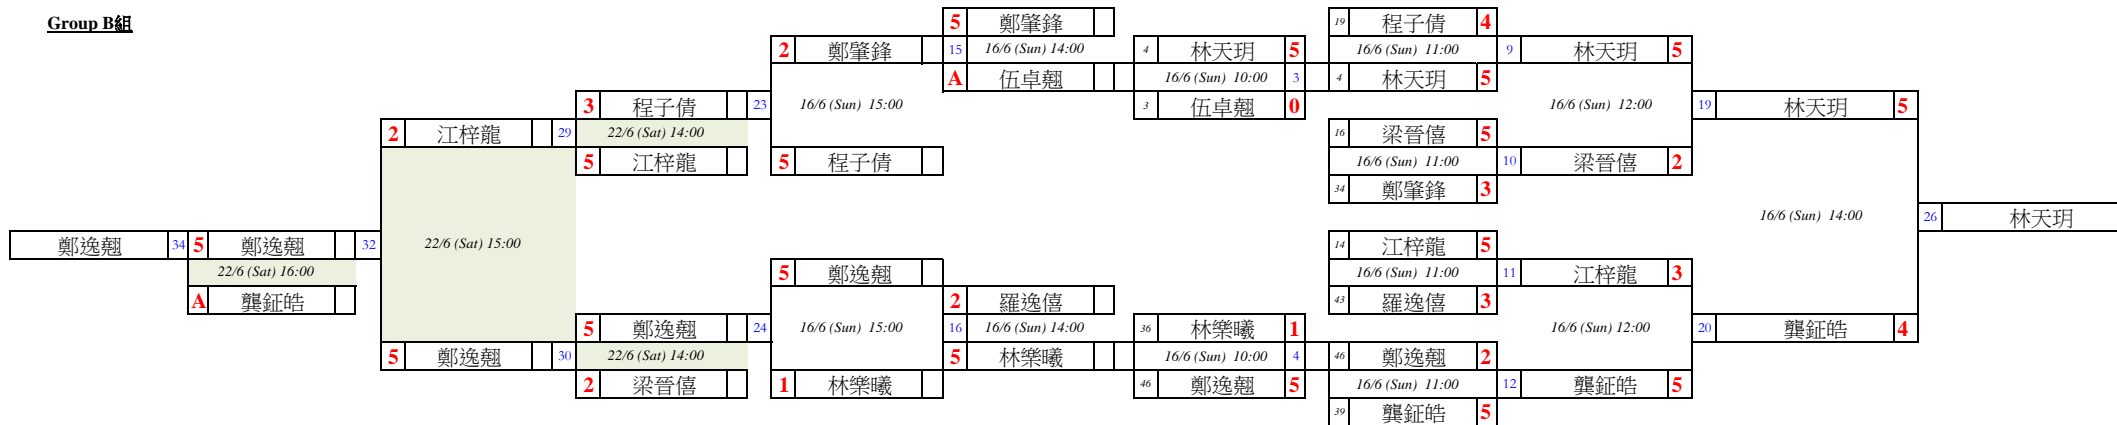 Group B組
5 鄭肇鋒
19 程子倩 4
2 鄭肇鋒 15 16/6 (Sun) 14:00
4 林天玥 5
16/6 (Sun) 11:00 9 林天玥 5
A 伍卓翹
16/6 (Sun) 10:00 3
4 林天玥 5
3 程子倩 23 16/6 (Sun) 15:00
3 伍卓翹 0
16/6 (Sun) 12:00 19 林天玥 5
2 江梓龍 29 22/6 (Sat) 14:00
16 梁晉僖 5
5 江梓龍
5 程子倩
16/6 (Sun) 11:00 10 梁晉僖 2
34 鄭肇鋒 3
16/6 (Sun) 14:00 26 林天玥
鄭逸翹 34 5 鄭逸翹 32 22/6 (Sat) 15:00
14 江梓龍 5
22/6 (Sat) 16:00
5 鄭逸翹
16/6 (Sun) 11:00 11 江梓龍 3
A 龔鉦皓
2 羅逸僖
43 羅逸僖 3
5 鄭逸翹 24 16/6 (Sun) 15:00
16 16/6 (Sun) 14:00
36 林樂曦 1
16/6 (Sun) 12:00 20 龔鉦皓 4
5 鄭逸翹 30 22/6 (Sat) 14:00
5 林樂曦
16/6 (Sun) 10:00 4
46 鄭逸翹 2
2 梁晉僖
1 林樂曦
46 鄭逸翹 5
16/6 (Sun) 11:00 12 龔鉦皓 5
39 龔鉦皓 5